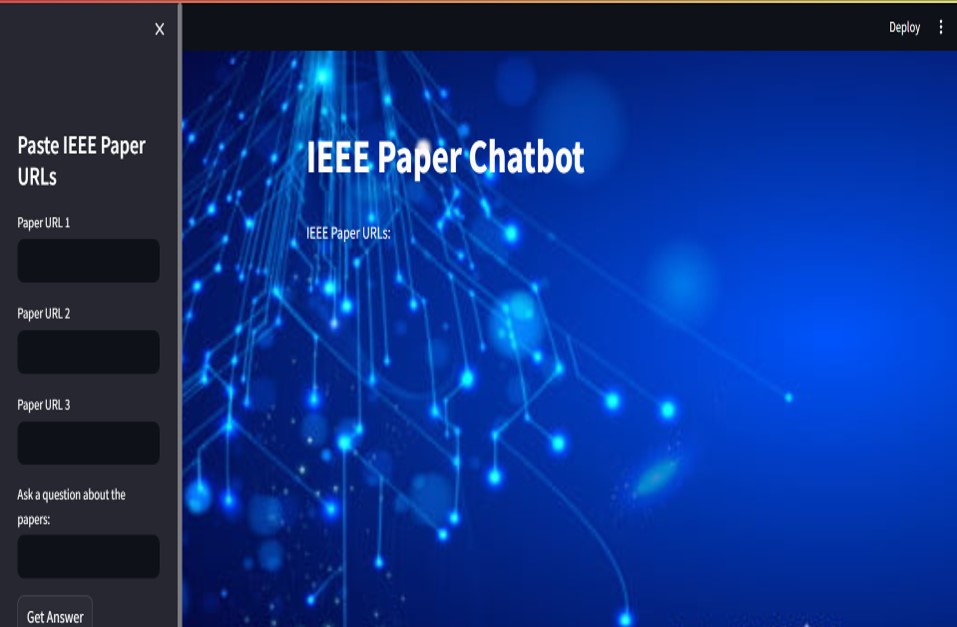 X
Deploy
Paste IEEE Paper
URLs
Paper URL 1
Paper URL 2
Paper URL 3
Ask a question about the
papers:
Get Answer
IEEE Paper Chatbot
IEEE Paper URLs: